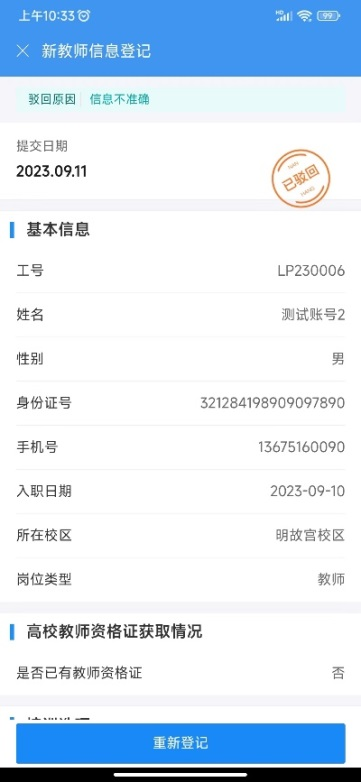 上午10:33
HD
99
新教师信息登记
驳回原因 信息不准确
提交日期
2023.09.11
已驳回
基本信息
工号 LP230006
姓名 测试账号2
性别 男
身份证号 321284198909097890
手机号 13675160090
入职日期 2023-09-10
所在校区 明故宫校区
岗位类型 教师
高校教师资格证获取情况
是否已有教师资格证 否
重新登记